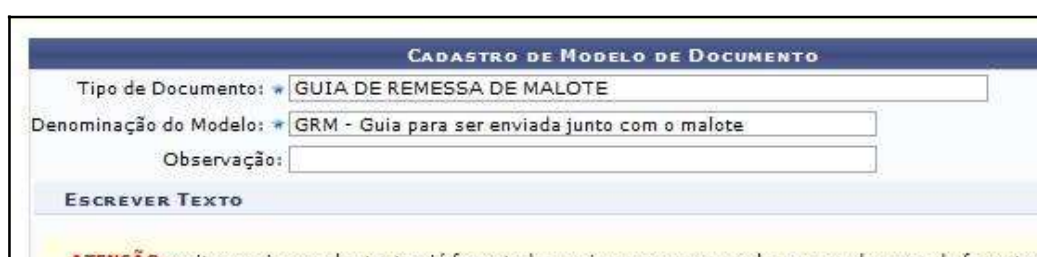 CADASTRO DE MODELO DE DOCUMENTO
Tipo de Documento: * GUIA DE REMESSA DE MALOTE
Denominação do Modelo: * GRM - Guia para ser enviada junto com o malote
Observação:
ESCREVER TEXTO
ATENÇÃO